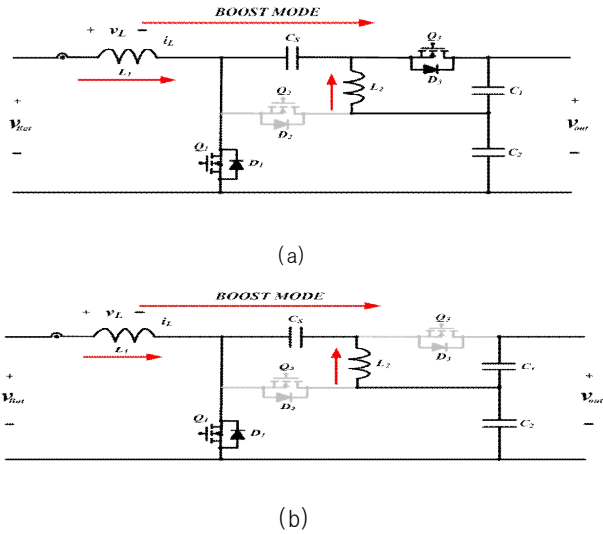 BOOST MODE
+ vL −
iL
L1
CS
Q3
D3
L2
C1
Q2
D2
+
vBat
−
+
vout
−
Q1
D1
C2
(a)
BOOST MODE
+ vL −
iL
L1
CS
Q3
D3
L2
C1
Q2
D2
+
vBat
−
+
vout
−
Q1
D1
C2
(b)